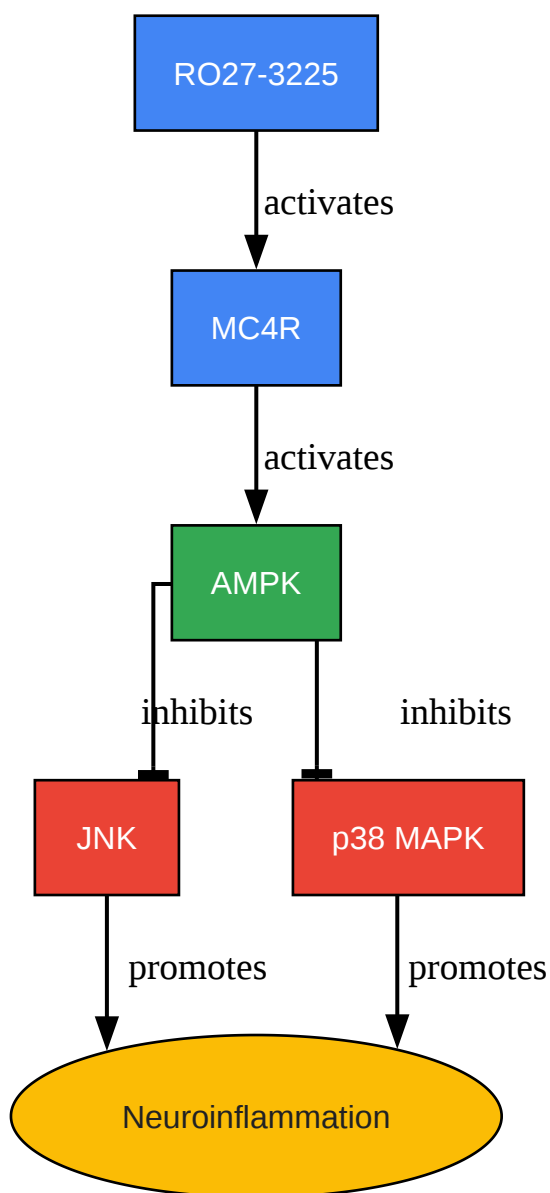 RO27-3225
activates
MC4R
activates
AMPK
inhibits
inhibits
JNK
p38 MAPK
promotes
promotes
Neuroinflammation